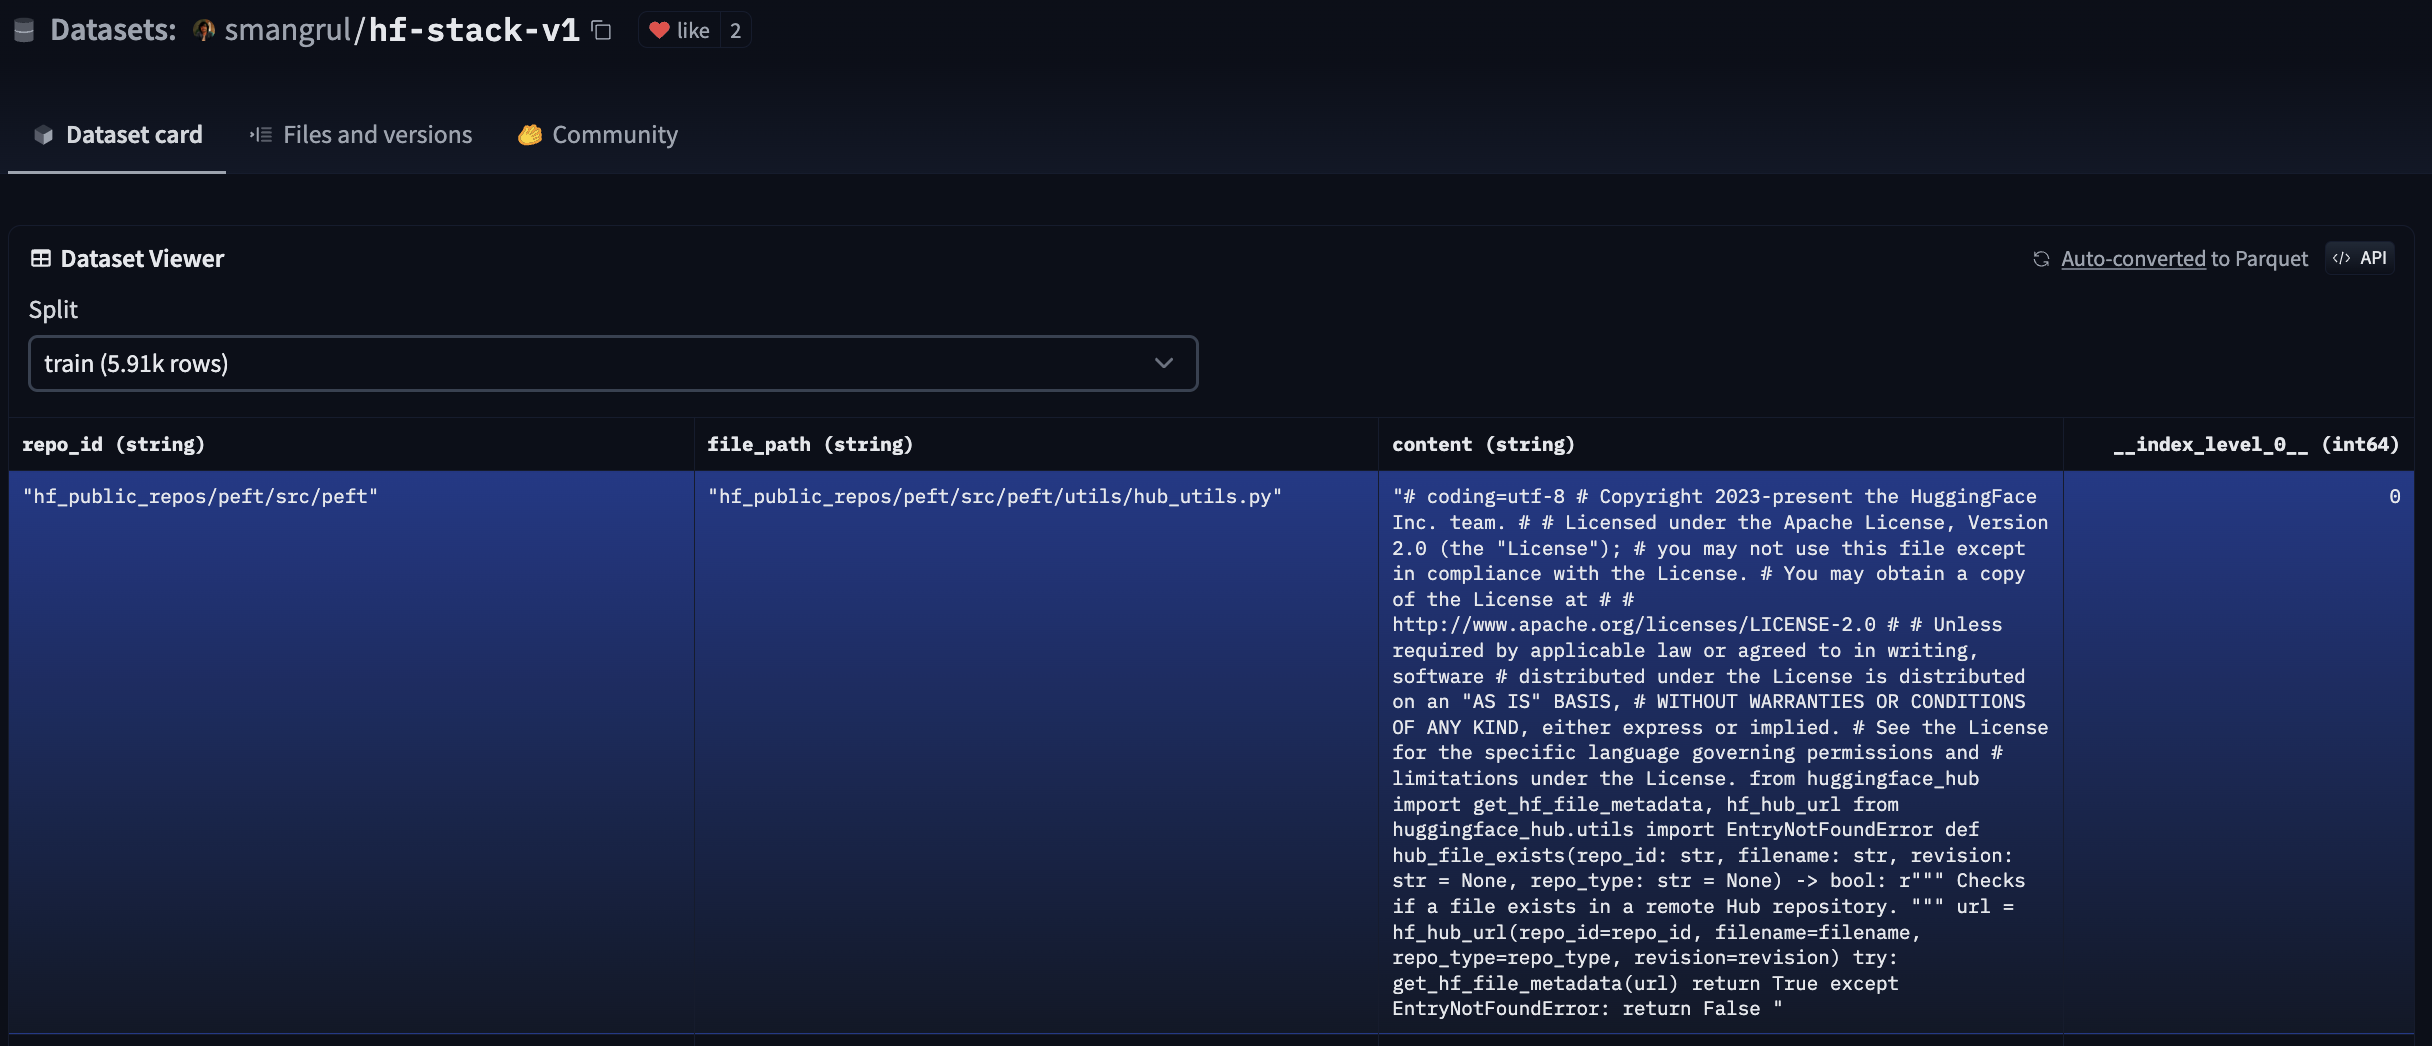 Datasets: smangrul/hf-stack-v1 like 2
Dataset card Files and versions Community
Dataset Viewer Auto-converted to Parquet </> API
Split
train (5.91k rows)
repo_id (string) file_path (string) content (string) __index_level_0__ (int64)
"hf_public_repos/peft/src/peft" "hf_public_repos/peft/src/peft/utils/hub_utils.py" "# coding=utf-8 # Copyright 2023-present the HuggingFace 0
Inc. team. # # Licensed under the Apache License, Version
2.0 (the "License"); # you may not use this file except
in compliance with the License. # You may obtain a copy
of the License at # #
http://www.apache.org/licenses/LICENSE-2.0 # # Unless
required by applicable law or agreed to in writing,
software # distributed under the License is distributed
on an "AS IS" BASIS, # WITHOUT WARRANTIES OR CONDITIONS
OF ANY KIND, either express or implied. # See the License
for the specific language governing permissions and #
limitations under the License. from huggingface_hub
import get_hf_file_metadata, hf_hub_url from
huggingface_hub.utils import EntryNotFoundError def
hub_file_exists(repo_id: str, filename: str, revision:
str = None, repo_type: str = None) -> bool: r""" Checks
if a file exists in a remote Hub repository. """ url =
hf_hub_url(repo_id=repo_id, filename=filename,
repo_type=repo_type, revision=revision) try:
get_hf_file_metadata(url) return True except
EntryNotFoundError: return False "